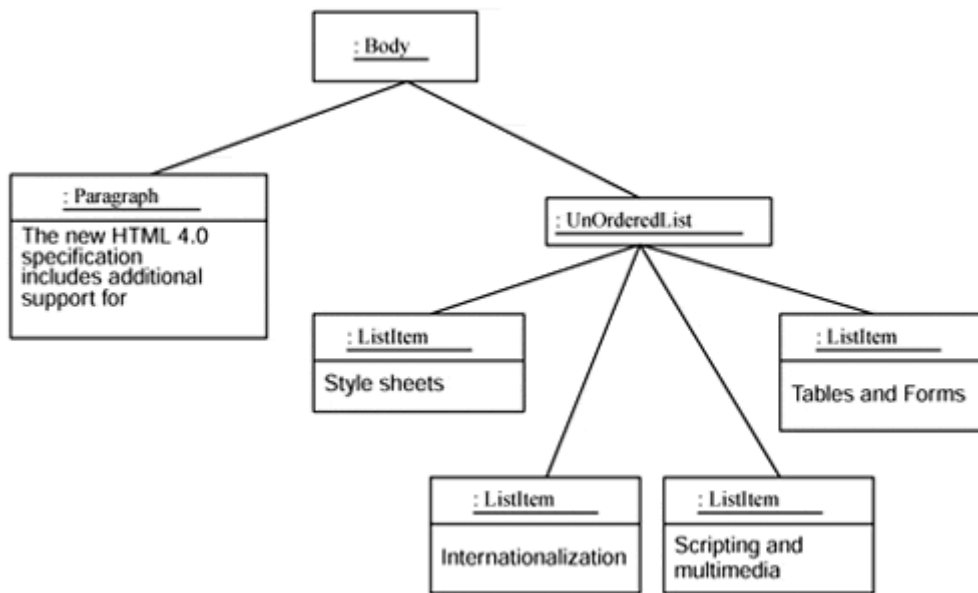 : Body
: Paragraph
The new HTML 4.0
specification
includes additional
support for
: UnOrderedList
: ListItem
Style sheets
: ListItem
Tables and Forms
: ListItem
Internationalization
: ListItem
Scripting and
multimedia